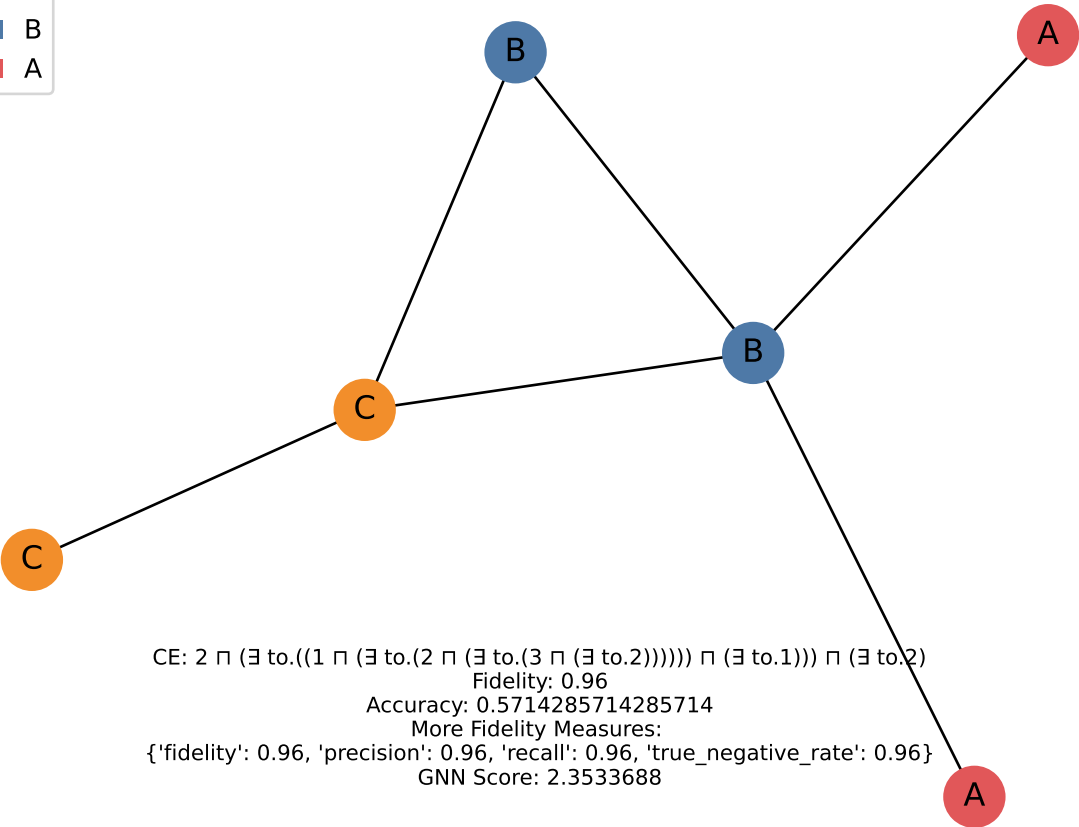 B
A
B
A
B
C
C
CE: 2 ⊓ (∃ to.((1 ⊓ (∃ to.(2 ⊓ (∃ to.(3 ⊓ (∃ to.2)))))) ⊓ (∃ to.1))) ⊓ (∃ to.2)
Fidelity: 0.96
Accuracy: 0.5714285714285714
More Fidelity Measures:
{'fidelity': 0.96, 'precision': 0.96, 'recall': 0.96, 'true_negative_rate': 0.96}
GNN Score: 2.3533688
A